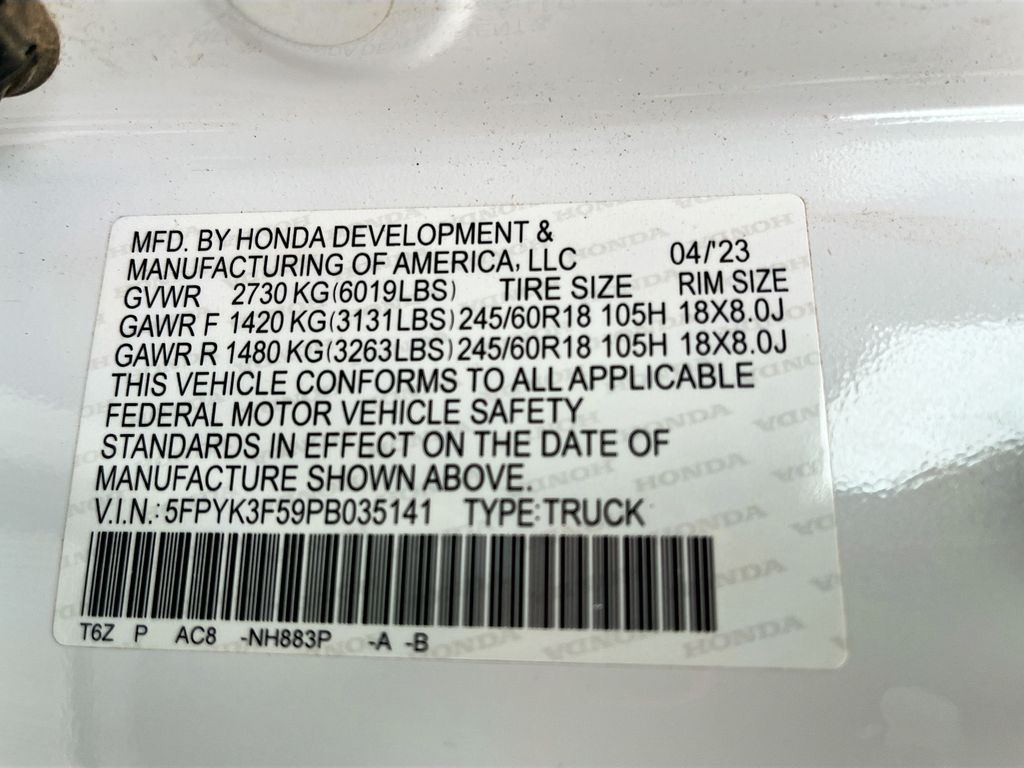 MFD. BY HONDA DEVELOPMENT &
MANUFACTURING OF AMERICA, LLC 04/'23
GVWR 2730 KG(6019LBS) TIRE SIZE RIM SIZE
GAWR F 1420 KG(3131LBS) 245/60R18 105H 18X8.0J
GAWR R 1480 KG(3263LBS) 245/60R18 105H 18X8.0J
THIS VEHICLE CONFORMS TO ALL APPLICABLE
FEDERAL MOTOR VEHICLE SAFETY
STANDARDS IN EFFECT ON THE DATE OF
MANUFACTURE SHOWN ABOVE.
V.I.N.: 5FPYK3F59PB035141 TYPE: TRUCK
T6Z P AC8 -NH883P -A -B